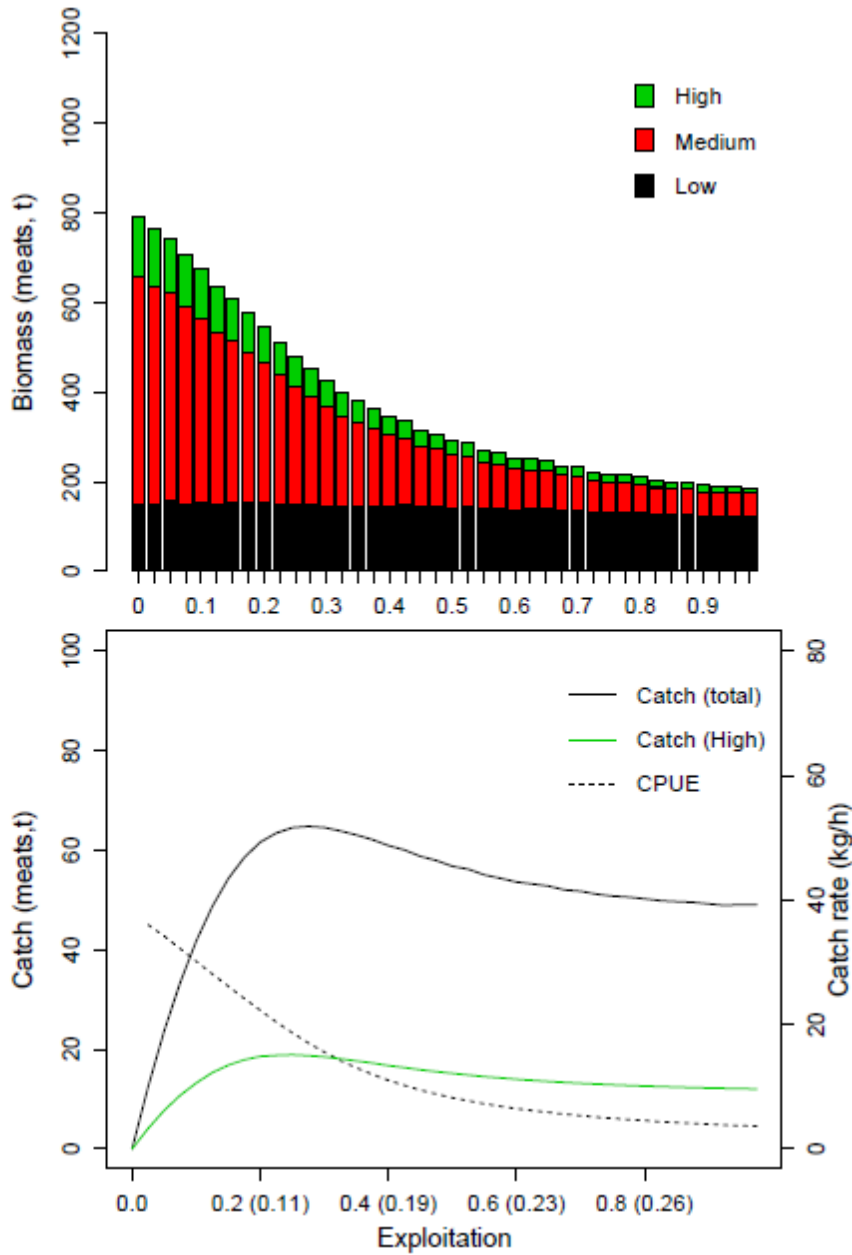 Biomass (meats, t)
1200
1000
800
600
400
200
0
High
Medium
Low
0 0.1 0.2 0.3 0.4 0.5 0.6 0.7 0.8 0.9
Catch (meats,t)
100
80
60
40
20
0
Catch (total)
Catch (High)
CPUE
80
60
40
20
0
Catch rate (kg/h)
0.0 0.2 (0.11) 0.4 (0.19) 0.6 (0.23) 0.8 (0.26)
Exploitation